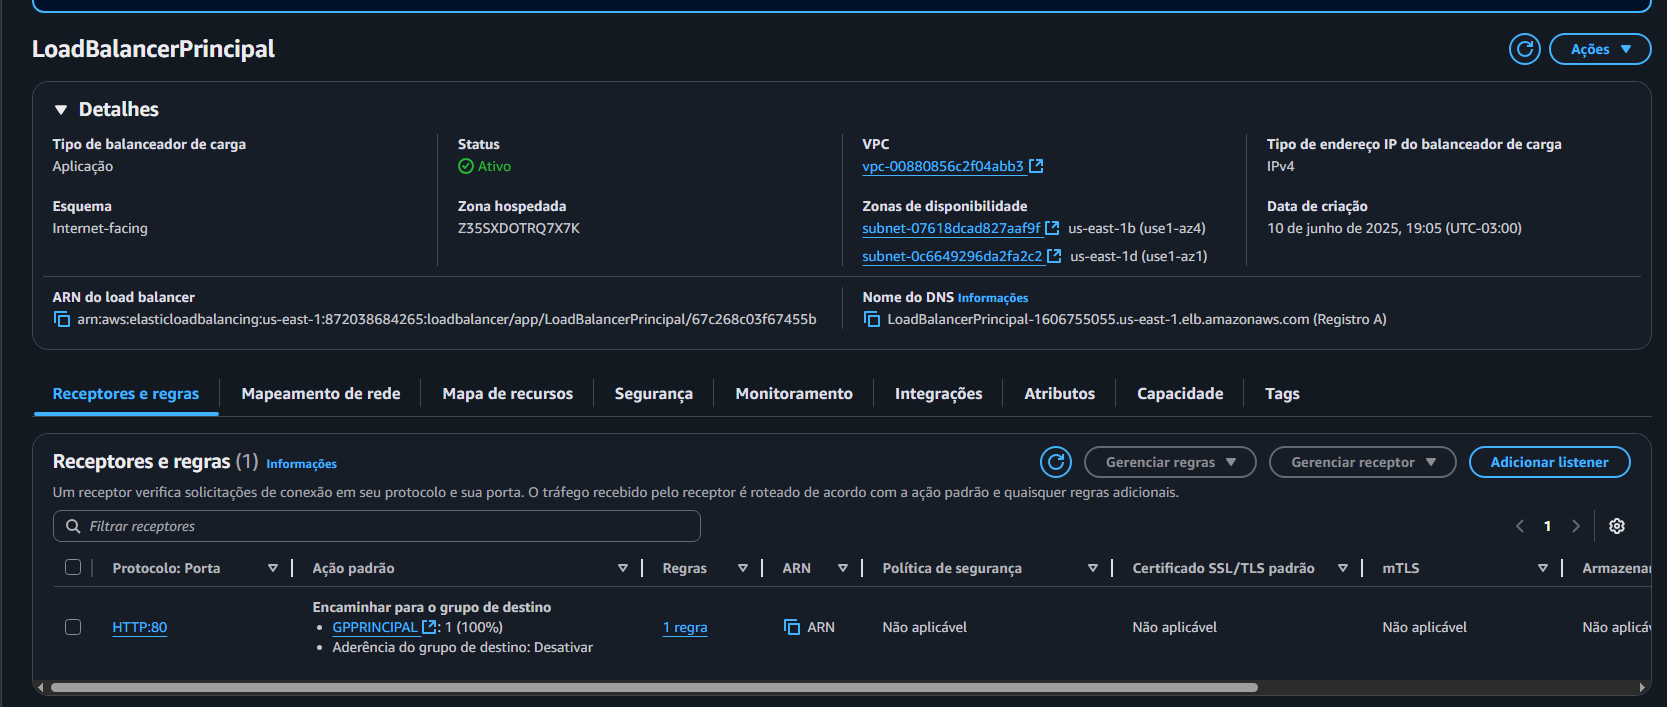 LoadBalancerPrincipal
Ações
Detalhes
Tipo de balanceador de carga
Aplicação
Status
Ativo
VPC
vpc-00880856c2f04abb3
Tipo de endereço IP do balanceador de carga
IPv4
Esquema
Internet-facing
Zona hospedada
Z35SXDOTRQ7X7K
Zonas de disponibilidade
subnet-07618dcad827aaf9f us-east-1b (use1-az4)
subnet-0c6649296da2fa2c2 us-east-1d (use1-az1)
Data de criação
10 de junho de 2025, 19:05 (UTC-03:00)
ARN do load balancer
arn:aws:elasticloadbalancing:us-east-1:872038684265:loadbalancer/app/LoadBalancerPrincipal/67c268c03f67455b
Nome do DNS Informações
LoadBalancerPrincipal-1606755055.us-east-1.elb.amazonaws.com (Registro A)
Receptores e regras Mapeamento de rede Mapa de recursos Segurança Monitoramento Integrações Atributos Capacidade Tags
Receptores e regras (1) Informações
Gerenciar regras Gerenciar receptor Adicionar listener
Um receptor verifica solicitações de conexão em seu protocolo e sua porta. O tráfego recebido pelo receptor é roteado de acordo com a ação padrão e quaisquer regras adicionais.
Filtrar receptores
1
Protocolo: Porta Ação padrão Regras ARN Política de segurança Certificado SSL/TLS padrão mTLS Armazenar
Encaminhar para o grupo de destino
HTTP:80 • GPPRINCIPAL : 1 (100%) 1 regra ARN Não aplicável Não aplicável Não aplicável Não aplicáv
• Aderência do grupo de destino: Desativar